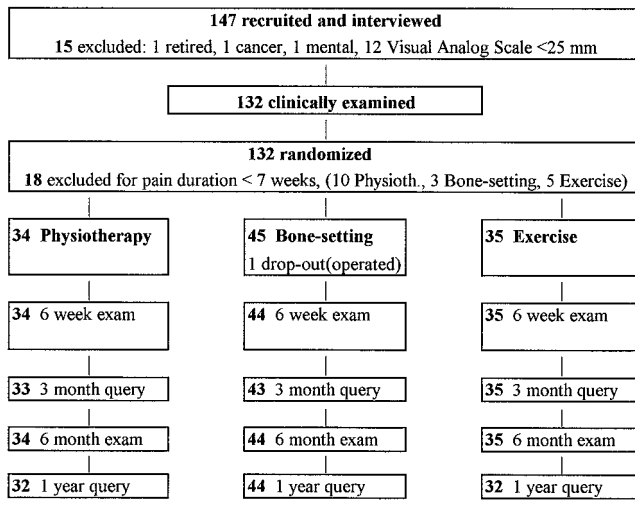 147 recruited and interviewed
15 excluded: 1 retired, 1 cancer, 1 mental, 12 Visual Analog Scale <25 mm
132 clinically examined
132 randomized
18 excluded for pain duration < 7 weeks, (10 Physioth., 3 Bone-setting, 5 Exercise)
34 Physiotherapy
45 Bone-setting
1 drop-out(operated)
35 Exercise
34 6 week exam
44 6 week exam
35 6 week exam
33 3 month query
43 3 month query
35 3 month query
34 6 month exam
44 6 month exam
35 6 month exam
32 1 year query
44 1 year query
32 1 year query